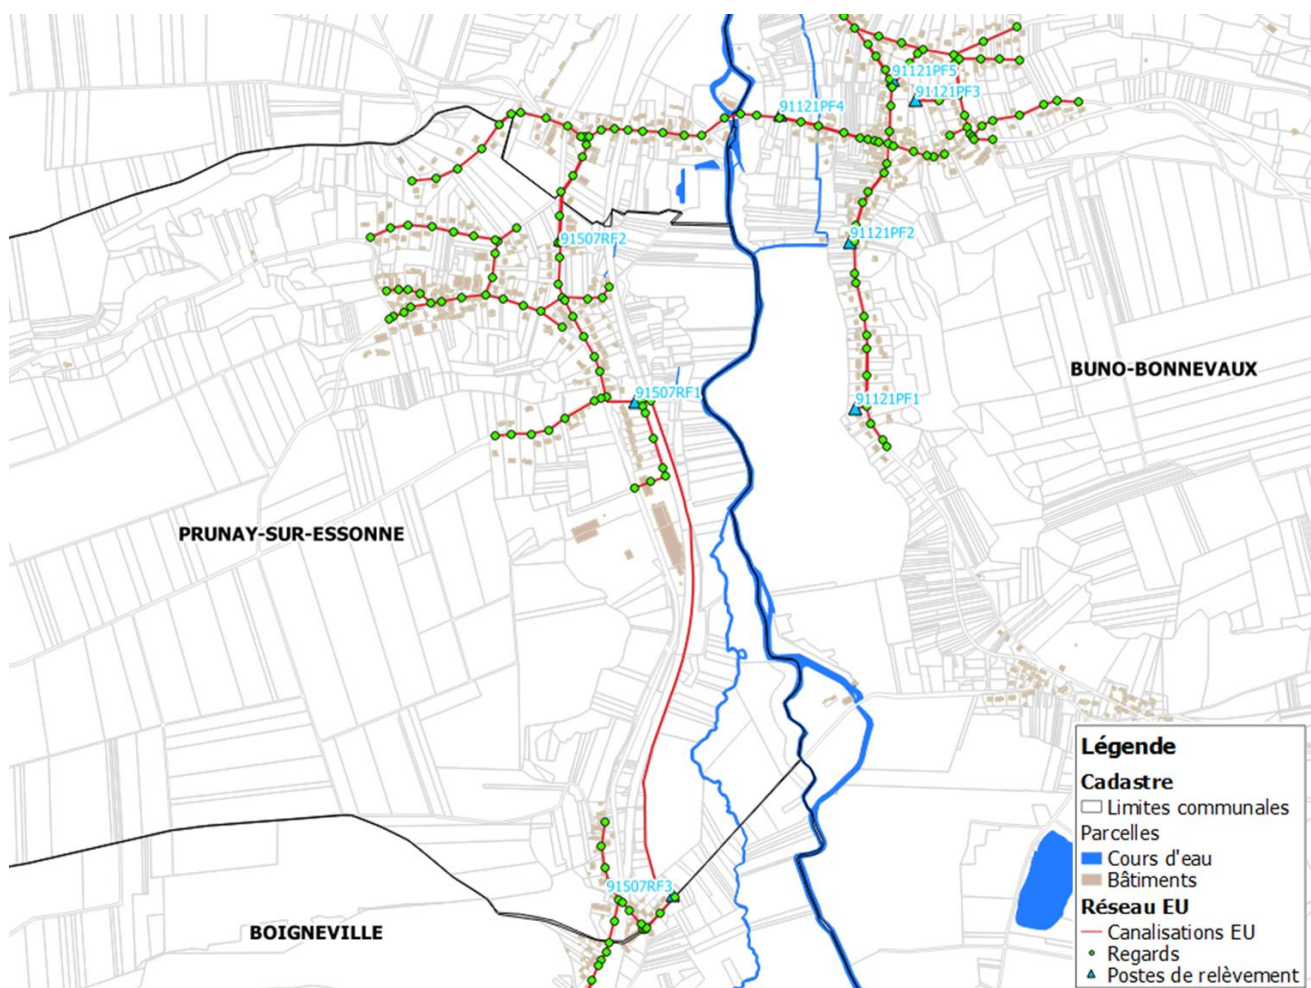 91121PF5
91121PF3
91121PF4
91121PF2
91507RF2
BUNO-BONNEVAUX
91507RF1
91121PF1
PRUNAY-SUR-ESSONNE
91507RF3
BOIGNEVILLE
Légende
Cadastre
Limites communales
Parcelles
Cours d'eau
Bâtiments
Réseau EU
Canalisations EU
Regards
Postes de relèvement